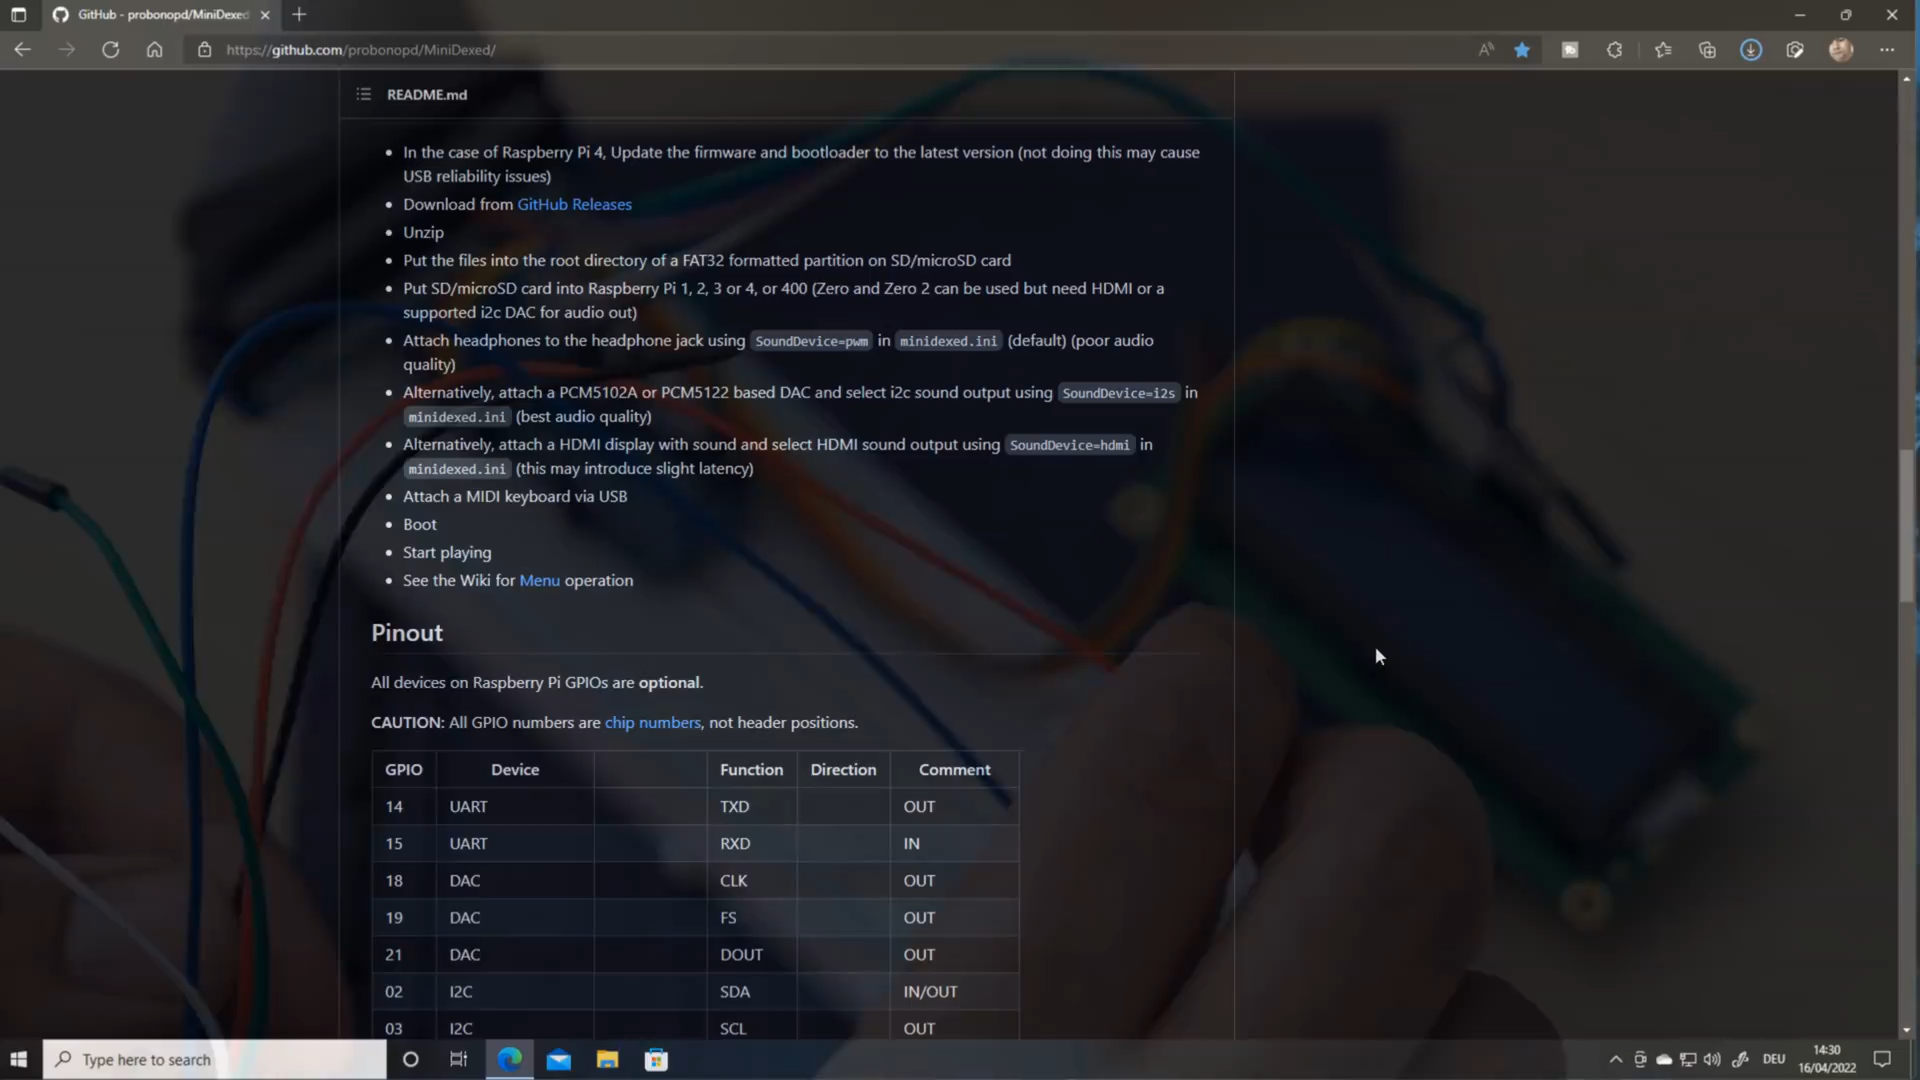 GitHub - probonopd/MiniDexed
https://github.com/probonopd/MiniDexed/
README.md
In the case of Raspberry Pi 4, Update the firmware and bootloader to the latest version (not doing this may cause
USB reliability issues)
Download from GitHub Releases
Unzip
Put the files into the root directory of a FAT32 formatted partition on SD/microSD card
Put SD/microSD card into Raspberry Pi 1, 2, 3 or 4, or 400 (Zero and Zero 2 can be used but need HDMI or a
supported i2c DAC for audio out)
Attach headphones to the headphone jack using SoundDevice=pwm in minidexed.ini (default) (poor audio
quality)
Alternatively, attach a PCM5102A or PCM5122 based DAC and select i2c sound output using SoundDevice=i2s in
minidexed.ini (best audio quality)
Alternatively, attach a HDMI display with sound and select HDMI sound output using SoundDevice=hdmi in
minidexed.ini (this may introduce slight latency)
Attach a MIDI keyboard via USB
Boot
Start playing
See the Wiki for Menu operation
Pinout
All devices on Raspberry Pi GPIOs are optional.
CAUTION: All GPIO numbers are chip numbers, not header positions.
GPIO Device Function Direction Comment
14 UART TXD OUT
15 UART RXD IN
18 DAC CLK OUT
19 DAC FS OUT
21 DAC DOUT OUT
02 I2C SDA IN/OUT
03 I2C SCL OUT
Type here to search
DEU
14:30
16/04/2022